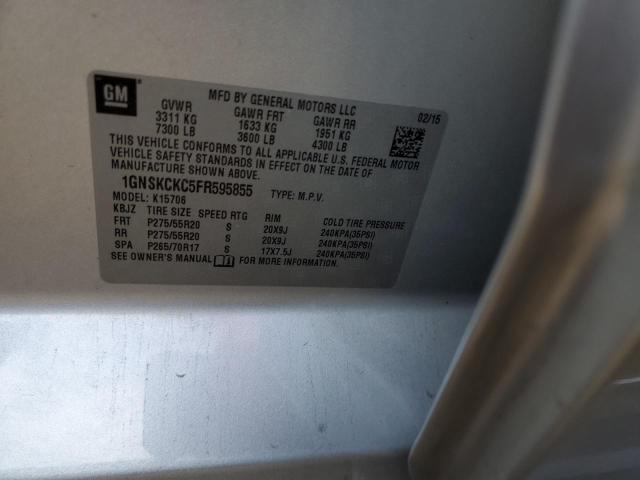 GM
MFD BY GENERAL MOTORS LLC 02/15
GVWR GAWR FRT GAWR RR
3311 KG 1633 KG 1951 KG
7300 LB 3600 LB 4300 LB
THIS VEHICLE CONFORMS TO ALL APPLICABLE U.S. FEDERAL MOTOR
VEHICLE SAFETY STANDARDS IN EFFECT ON THE DATE OF
MANUFACTURE SHOWN ABOVE.
1GNSKCKC5FR595855 TYPE: M.P.V.
MODEL: K15706
KBJZ TIRE SIZE SPEED RTG RIM COLD TIRE PRESSURE
FRT P275/55R20 S 20X9J 240KPA(35PSI)
RR P275/55R20 S 20X9J 240KPA(35PSI)
SPA P265/70R17 S 17X7.5J 240KPA(35PSI)
SEE OWNER'S MANUAL FOR MORE INFORMATION.